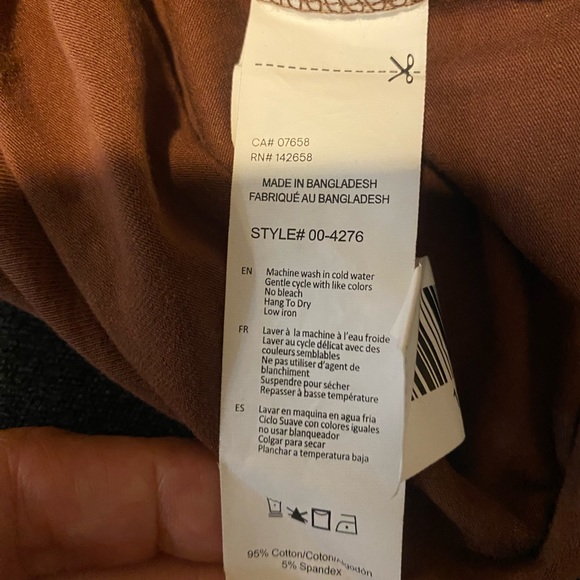 CA# 07658
RN# 142658
MADE IN BANGLADESH
FABRIQUÉ AU BANGLADESH
STYLE# 00-4276
EN Machine wash in cold water
Gentle cycle with like colors
No bleach
Hang To Dry
Low iron
FR Laver à la machine à l'eau froide
Laver au cycle délicat avec des
couleurs semblables
Ne pas utiliser d'agent de
blanchiment
Suspendre pour sécher
Repasser à basse température
ES Lavar en maquina en agua fria
Ciclo Suave con colores iguales
no usar blanqueador
Colgar para secar
Planchar a temperatura baja
95% Cotton/Coton/Algodón
5% Spandex